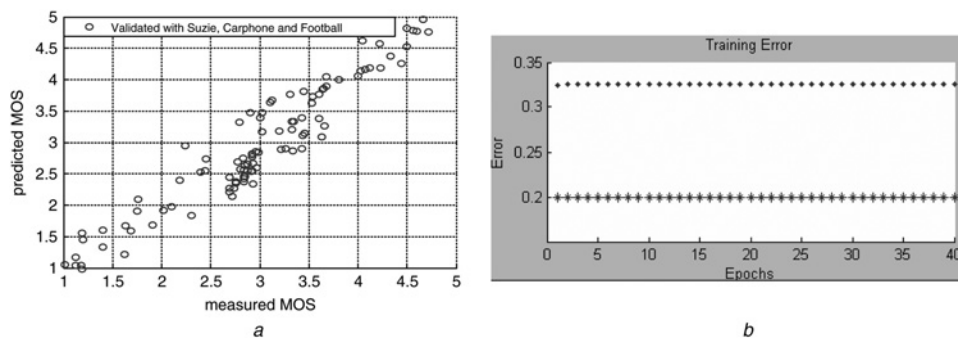 Validated with Suzie, Carphone and Football
5
4.5
4
3.5
3
2.5
2
1.5
1
predicted MOS
1 1.5 2 2.5 3 3.5 4 4.5 5
measured MOS
a
Training Error
0.35
0.3
0.25
0.2
Error
0 5 10 15 20 25 30 35 40
Epochs
b